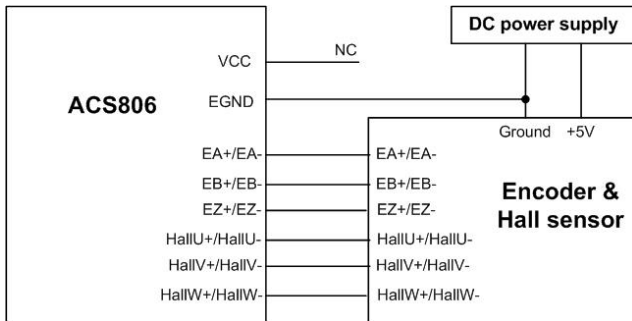 DC power supply
VCC
NC
ACS806
EGND
Ground
+5V
EA+/EA-
EA+/EA-
EB+/EB-
EB+/EB-
Encoder &
Hall sensor
EZ+/EZ-
EZ+/EZ-
HallU+/HallU-
HallU+/HallU-
HallV+/HallV-
HallV+/HallV-
HallW+/HallW-
HallW+/HallW-